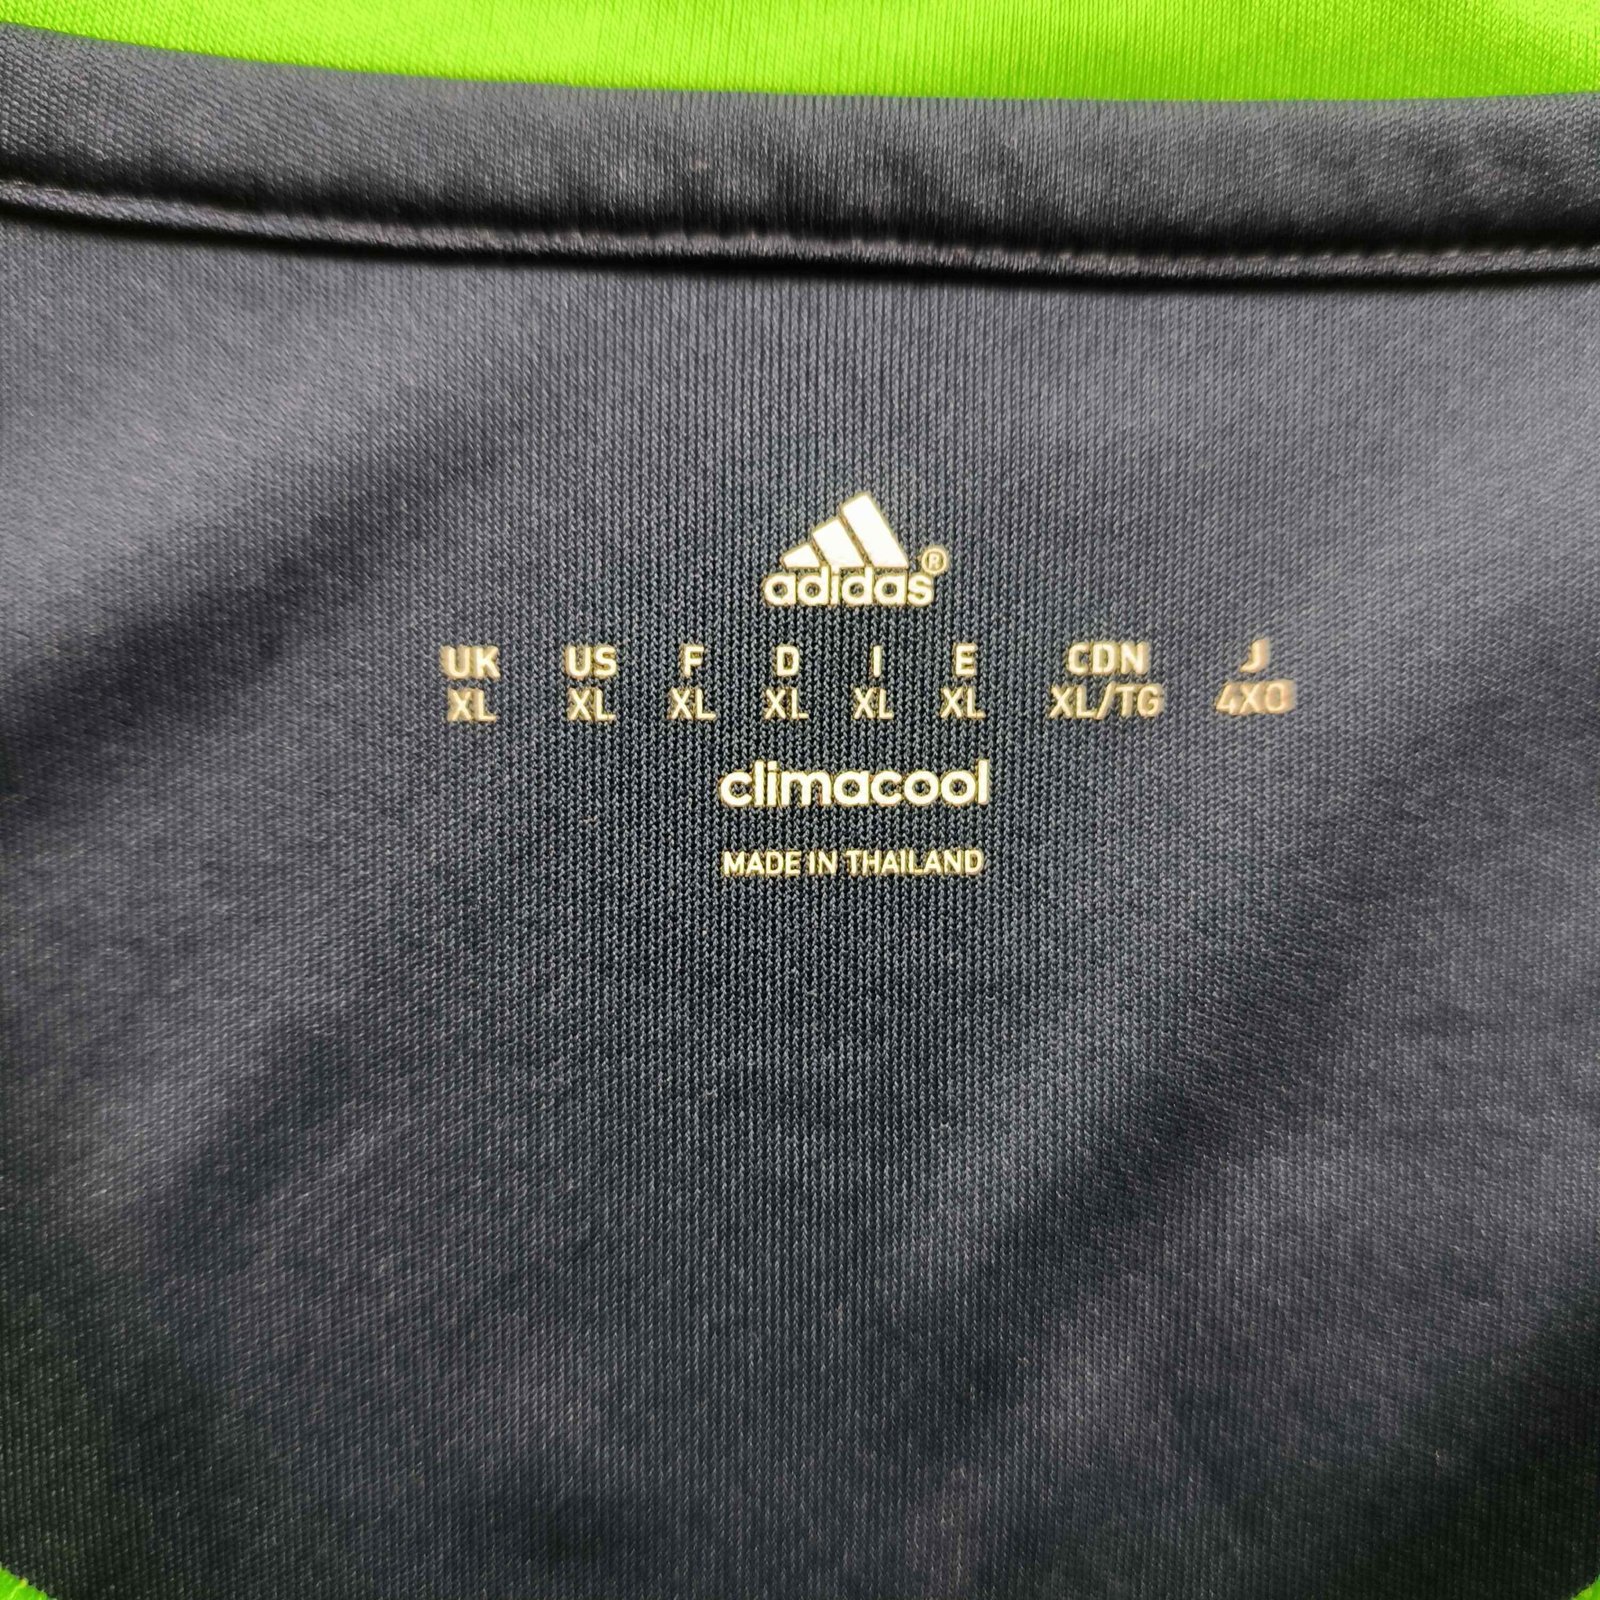 adidas®
UK US F D I E CDN J
XL XL XL XL XL XL XL/TG 4XO
climacool
MADE IN THAILAND